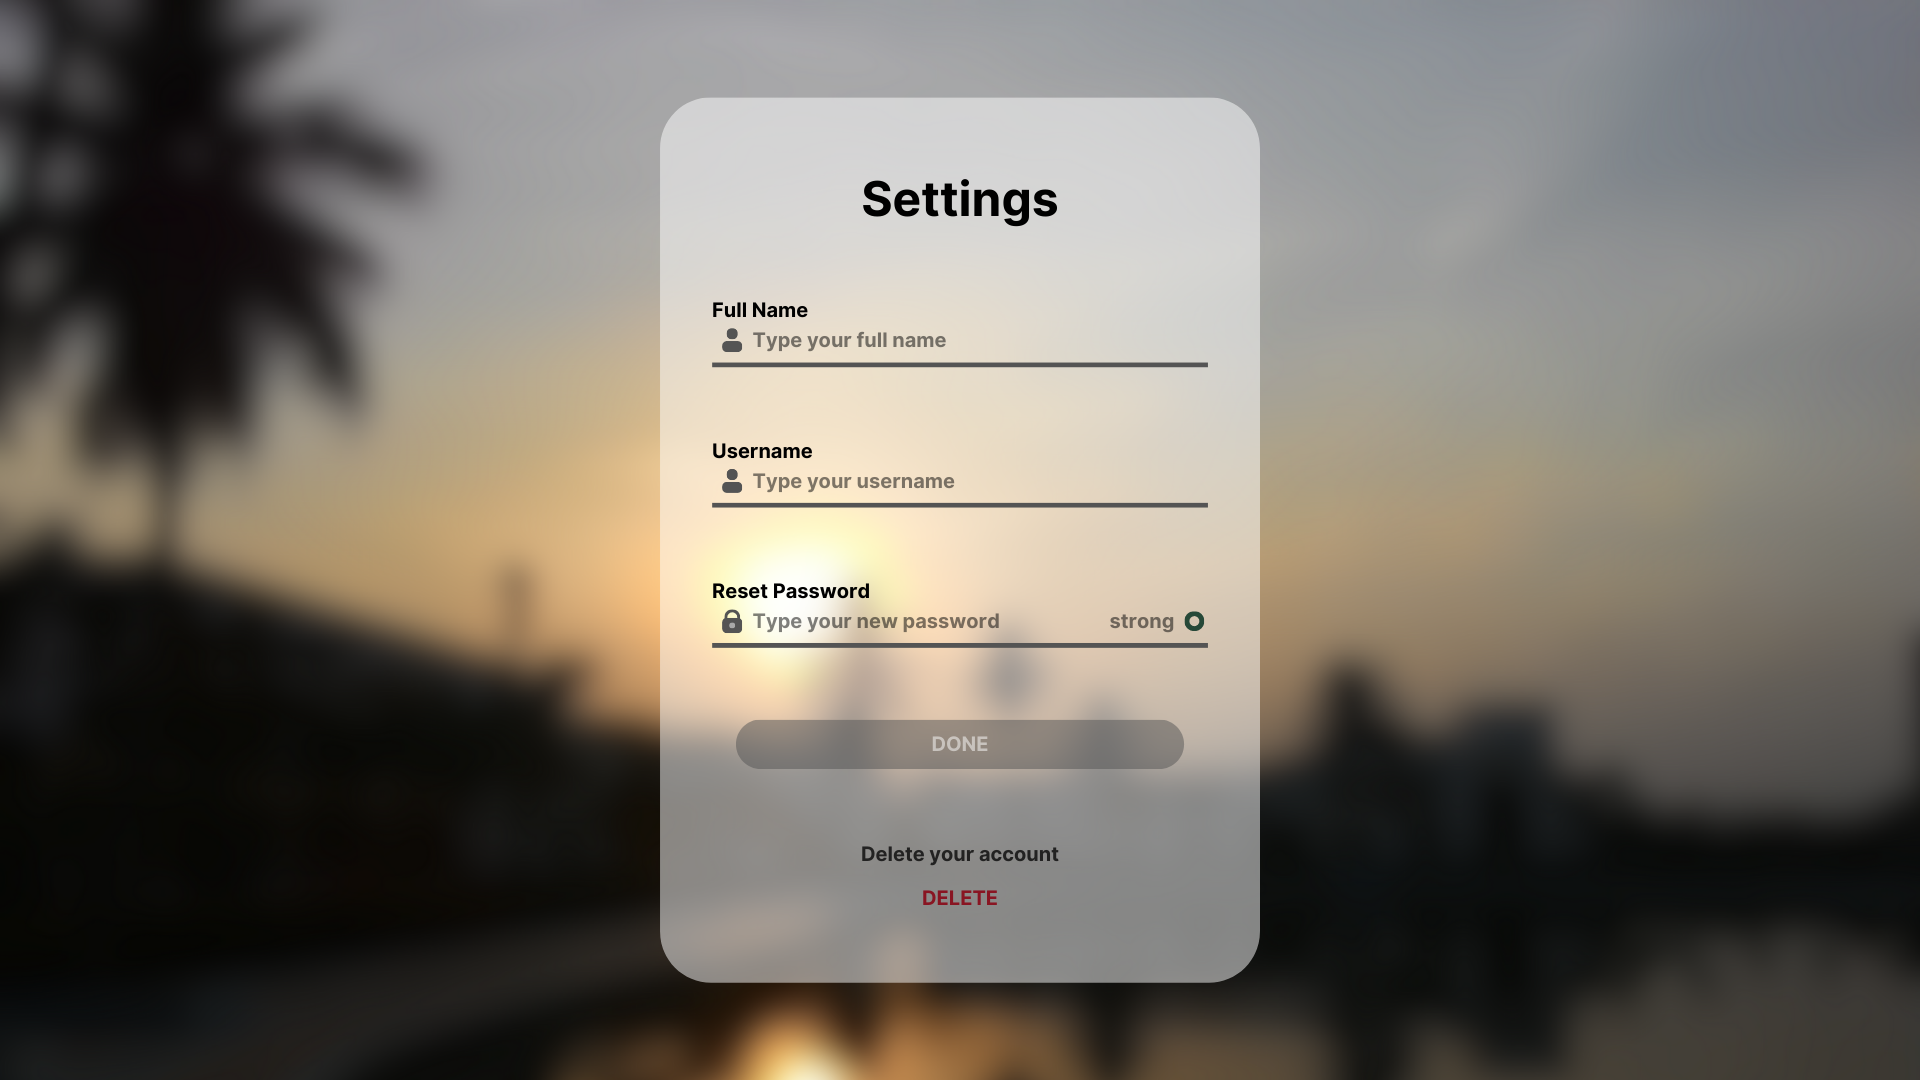 Settings
Full Name
Type your full name
Username
Type your username
Reset Password
Type your new password strong
DONE
Delete your account
DELETE